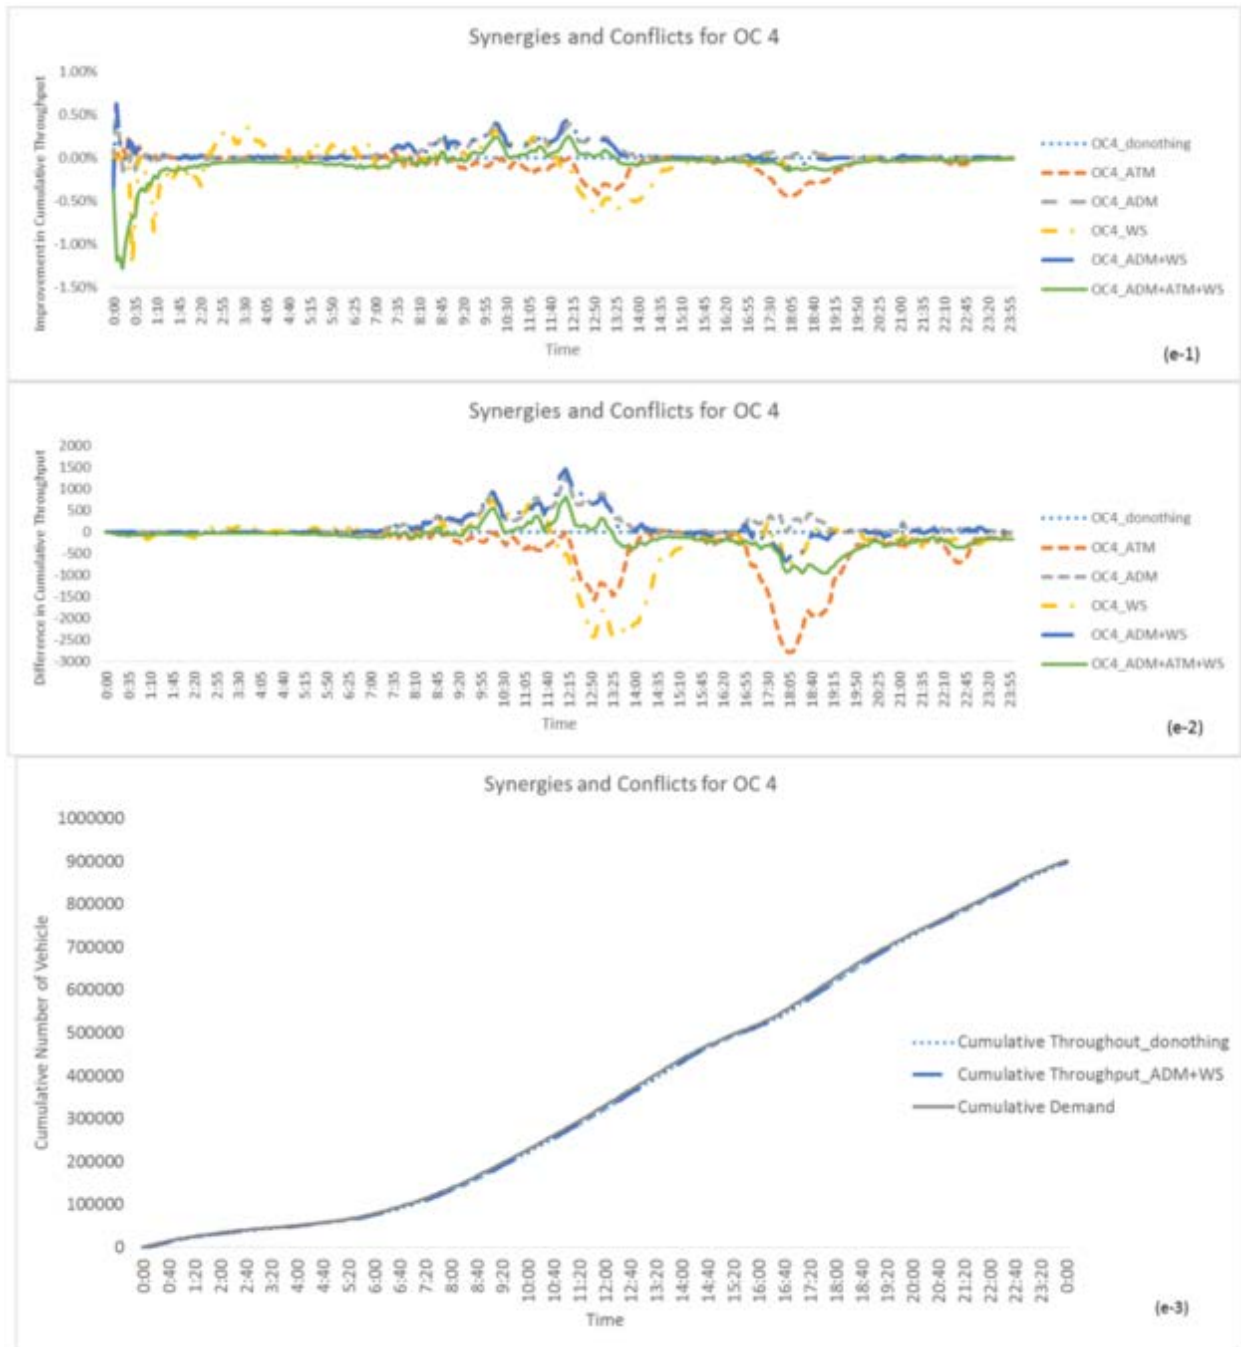 Synergies and Conflicts for OC 4
Improvement in Cumulative Throughput
1.00%
0.50%
0.00%
-0.50%
-1.00%
-1.50%
0:00 0:35 1:10 1:45 2:20 2:55 3:30 4:05 4:40 5:15 5:50 6:25 7:00 7:35 8:10 8:45 9:20 9:55 10:30 11:05 11:40 12:15 12:50 13:25 14:00 14:35 15:10 15:45 16:20 16:55 17:30 18:05 18:40 19:15 19:50 20:25 21:00 21:35 22:10 22:45 23:20 23:55
Time
OC4_donothing
OC4_ATM
OC4_ADM
OC4_WS
OC4_ADM+WS
OC4_ADM+ATM+WS
(e-1)
Synergies and Conflicts for OC 4
Difference in Cumulative Throughput
2000
1500
1000
500
0
-500
-1000
-1500
-2000
-2500
-3000
0:00 0:35 1:10 1:45 2:20 2:55 3:30 4:05 4:40 5:15 5:50 6:25 7:00 7:35 8:10 8:45 9:20 9:55 10:30 11:05 11:40 12:15 12:50 13:25 14:00 14:35 15:10 15:45 16:20 16:55 17:30 18:05 18:40 19:15 19:50 20:25 21:00 21:35 22:10 22:45 23:20 23:55
Time
OC4_donothing
OC4_ATM
OC4_ADM
OC4_WS
OC4_ADM+WS
OC4_ADM+ATM+WS
(e-2)
Synergies and Conflicts for OC 4
Cumulative Number of Vehicle
1000000
900000
800000
700000
600000
500000
400000
300000
200000
100000
0
0:00 0:40 1:20 2:00 2:40 3:20 4:00 4:40 5:20 6:00 6:40 7:20 8:00 8:40 9:20 10:00 10:40 11:20 12:00 12:40 13:20 14:00 14:40 15:20 16:00 16:40 17:20 18:00 18:40 19:20 20:00 20:40 21:20 22:00 22:40 23:20 0:00
Time
Cumulative Throughout_donothing
Cumulative Throughput_ADM+WS
Cumulative Demand
(e-3)